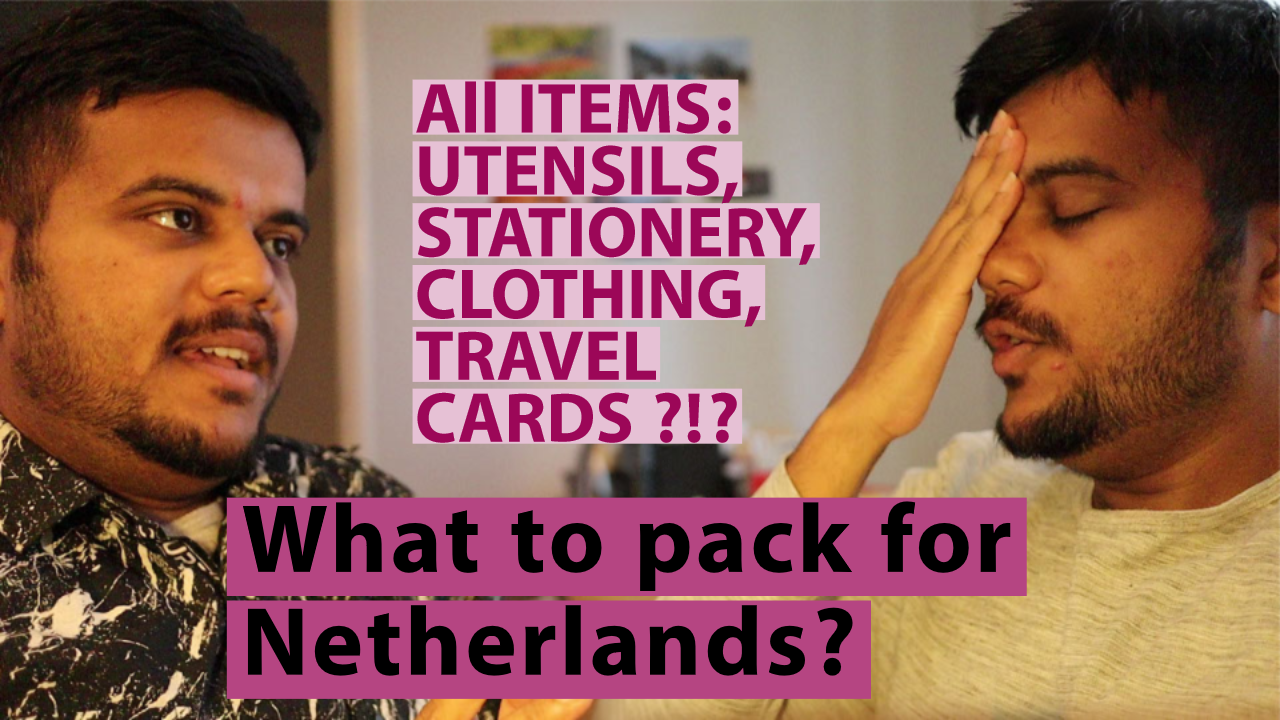 All ITEMS:
UTENSILS,
STATIONERY,
CLOTHING,
TRAVEL
CARDS ?!?
What to pack for
Netherlands?